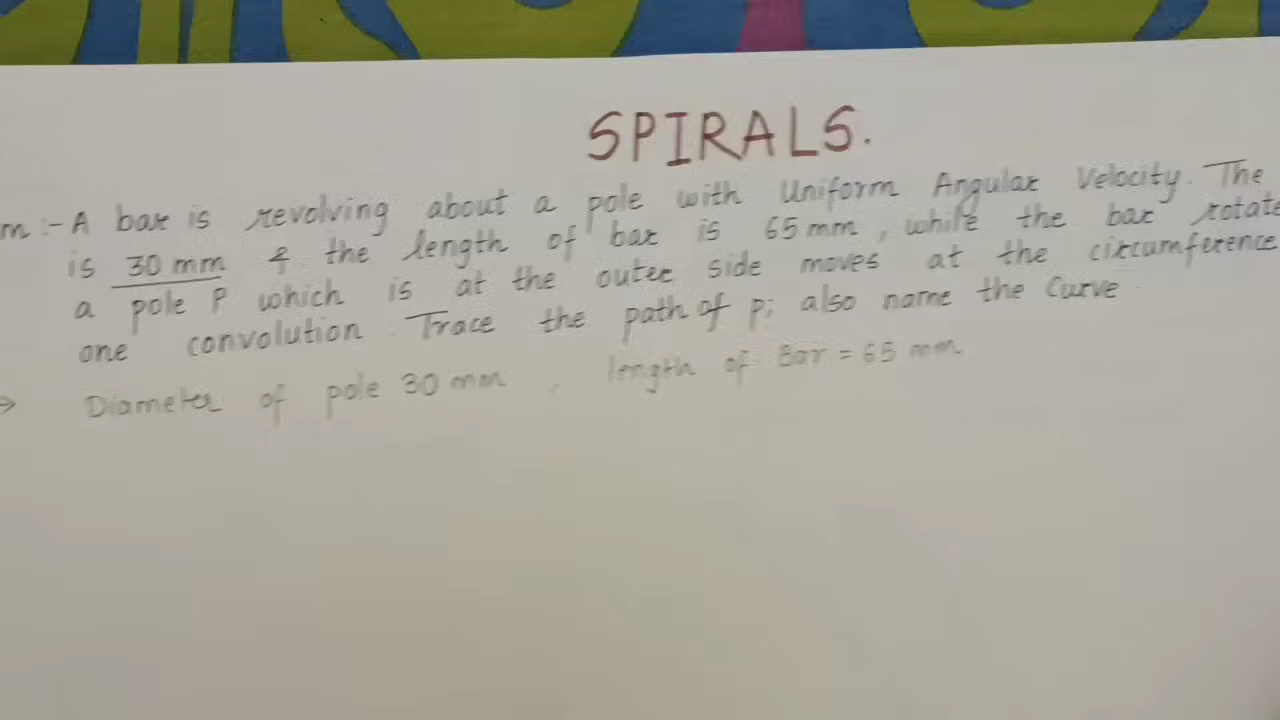 SPIRALS.
m :- A bar is revolving about a pole with Uniform Angular Velocity. The
is 30 mm & the length of bar is 65 mm, while the bar rotate
a pole P which is at the outer side moves at the circumference
one convolution. Trace the path of p; also name the curve
→ Diameter of pole 30 mm, length of Bar = 65 mm